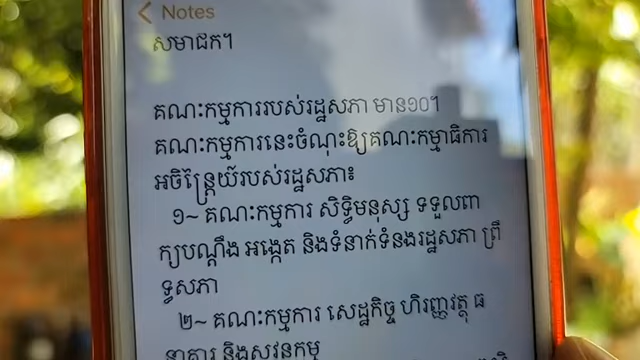 Notes
សមាជក។
គណៈកម្មការរបស់រដ្ឋសភា មាន១០។
គណៈកម្មការនេះចំណុះឱ្យគណៈកម្មាធិការ
អចិន្ត្រៃយ៍របស់រដ្ឋសភា៖
១~ គណៈកម្មការ សិទ្ធិមនុស្ស ទទួលពា
ក្យបណ្តឹង អង្កេត និងទំនាក់ទំនងរដ្ឋសភា ព្រឹ
ទ្ធសភា
២~ គណៈកម្មការ សេដ្ឋកិច្ច ហិរញ្ញវត្ថុ ធ
នាគារ និងសវនកម្ម